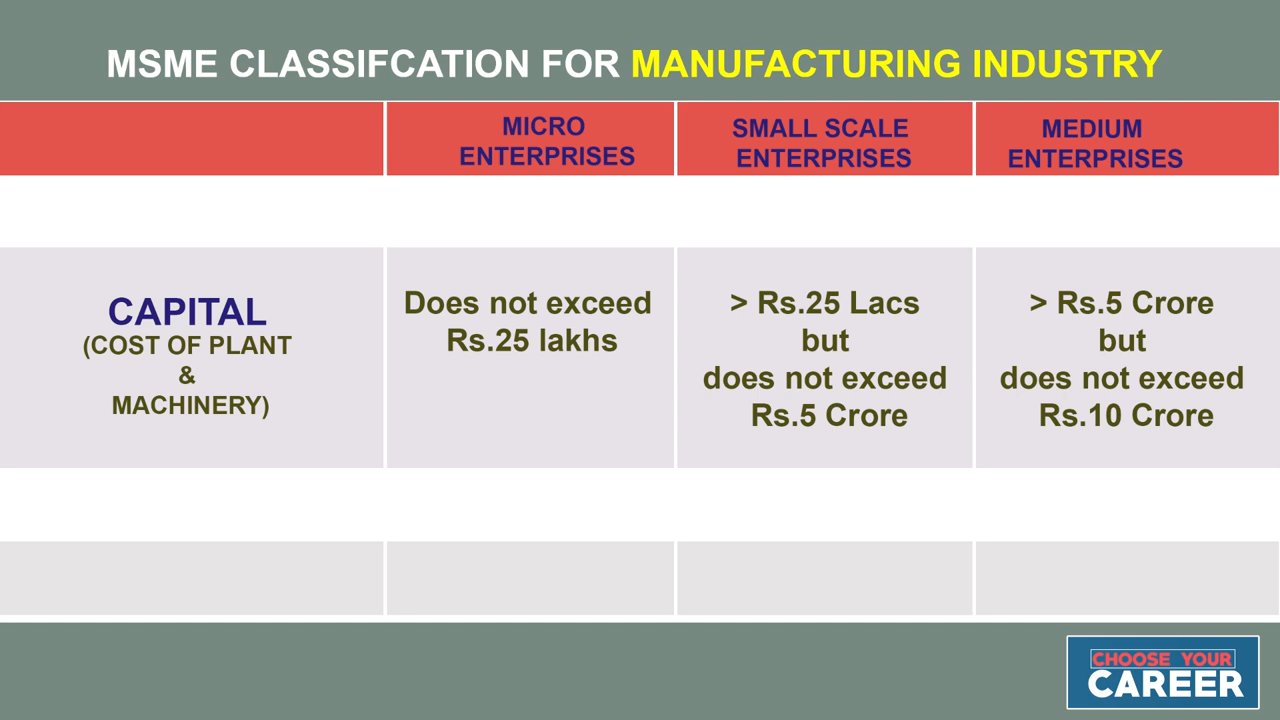 MSME CLASSIFCATION FOR MANUFACTURING INDUSTRY
MICRO
ENTERPRISES
SMALL SCALE
ENTERPRISES
MEDIUM
ENTERPRISES
CAPITAL
(COST OF PLANT
&
MACHINERY)
Does not exceed
Rs.25 lakhs
> Rs.25 Lacs
but
does not exceed
Rs.5 Crore
> Rs.5 Crore
but
does not exceed
Rs.10 Crore
CHOOSE YOUR
CAREER